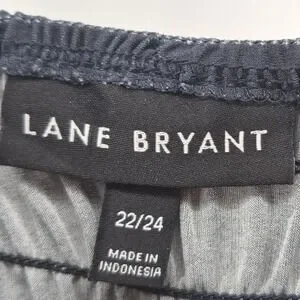 LANE BRYANT
22/24
MADE IN
INDONESIA